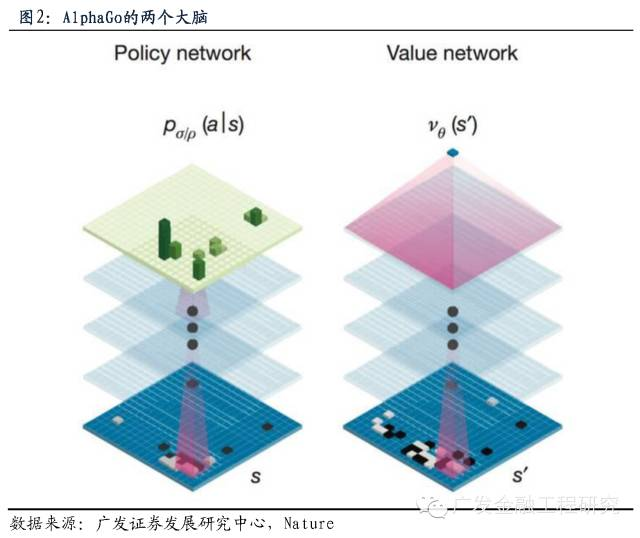 图2：AlphaGo的两个大脑
Policy network
Value network
pσ/ρ (a|s)
νθ (s′)
s
s′
广发金融工程研究
数据来源：广发证券发展研究中心，Nature